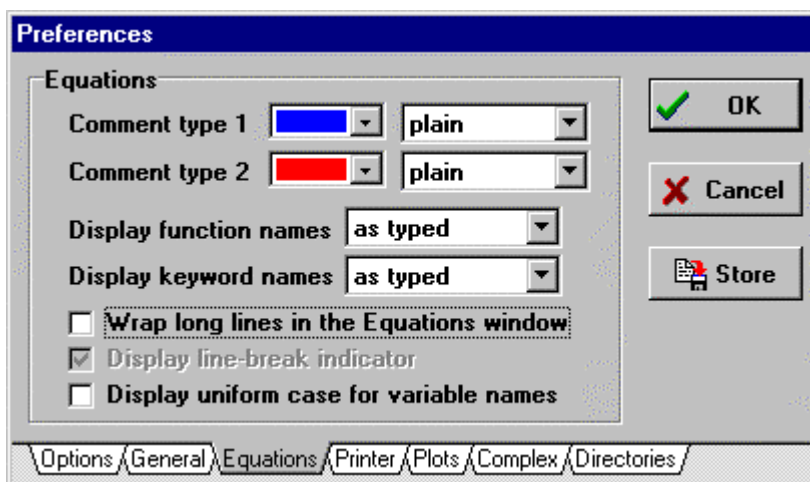 Preferences
Equations
Comment type 1 plain
Comment type 2 plain
Display function names as typed
Display keyword names as typed
Wrap long lines in the Equations window
Display line-break indicator
Display uniform case for variable names
OK
Cancel
Store
Options General Equations Printer Plots Complex Directories